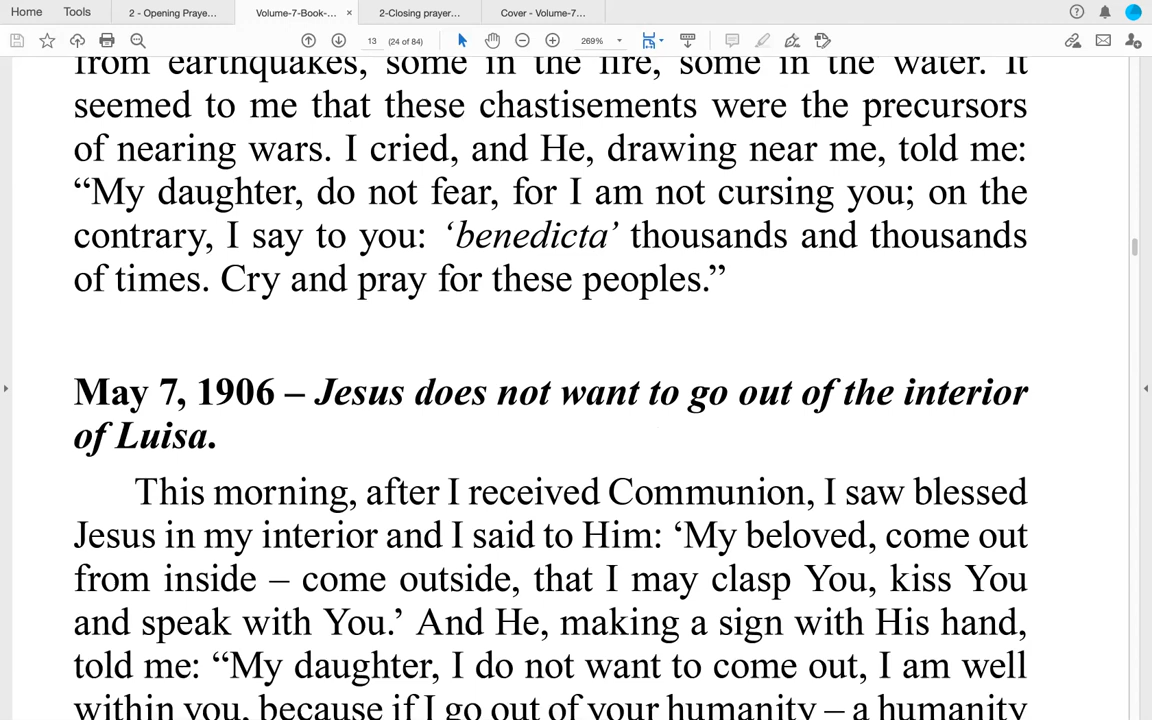 Home Tools 2 - Opening Praye... Volume-7-Book-... × 2-Closing prayer... Cover - Volume-7...
13 (24 of 84) 269%
from earthquakes, some in the fire, some in the water. It
seemed to me that these chastisements were the precursors
of nearing wars. I cried, and He, drawing near me, told me:
“My daughter, do not fear, for I am not cursing you; on the
contrary, I say to you: ‘benedicta’ thousands and thousands
of times. Cry and pray for these peoples.”
May 7, 1906 – Jesus does not want to go out of the interior
of Luisa.
This morning, after I received Communion, I saw blessed
Jesus in my interior and I said to Him: ‘My beloved, come out
from inside – come outside, that I may clasp You, kiss You
and speak with You.’ And He, making a sign with His hand,
told me: “My daughter, I do not want to come out, I am well
within you, because if I go out of your humanity – a humanity